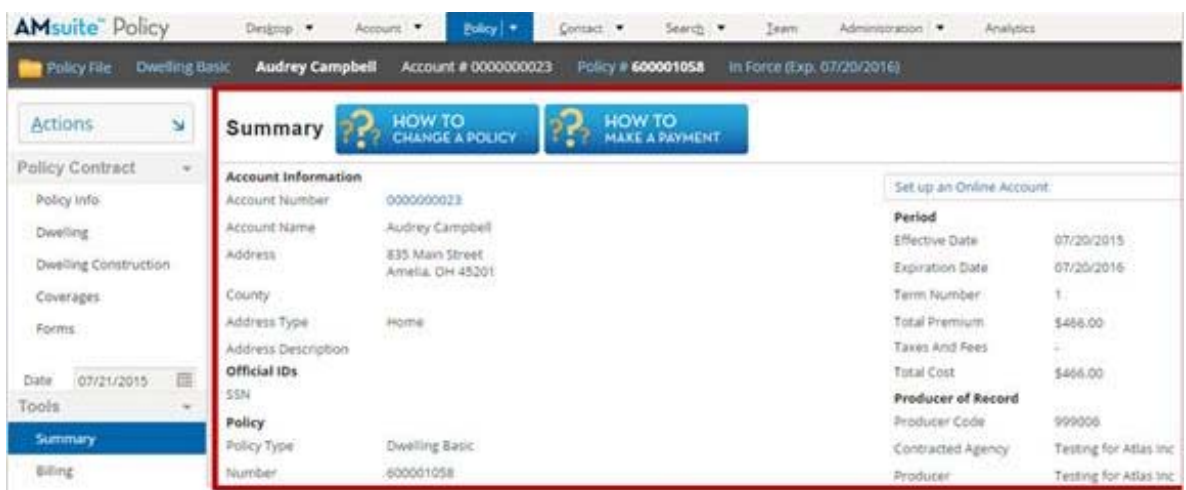 AMsuite™ Policy
Desktop Account Policy Contact Search Team Administration Analytics
Policy File Dwelling Basic Audrey Campbell Account # 0000000023 Policy # 600001058 In Force (Exp. 07/20/2016)
Actions
Policy Contract
Policy Info
Dwelling
Dwelling Construction
Coverages
Forms
Date 07/21/2015
Tools
Summary
Billing
Summary
??? HOW TO
CHANGE A POLICY
??? HOW TO
MAKE A PAYMENT
Account Information
Account Number 0000000023
Account Name Audrey Campbell
Address 835 Main Street
Amelia, OH 45201
County
Address Type Home
Address Description
Official IDs
SSN
Policy
Policy Type Dwelling Basic
Number 600001058
Set up an Online Account
Period
Effective Date 07/20/2015
Expiration Date 07/20/2016
Term Number 1
Total Premium $466.00
Taxes And Fees -
Total Cost $466.00
Producer of Record
Producer Code 999006
Contracted Agency Testing for Atlas Inc
Producer Testing for Atlas Inc